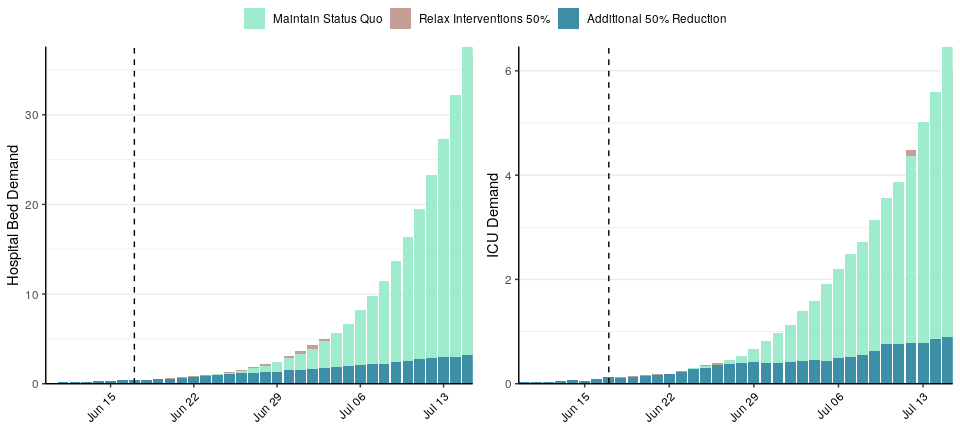 Maintain Status Quo Relax Interventions 50% Additional 50% Reduction
Hospital Bed Demand
30
20
10
0
Jun 15 Jun 22 Jun 29 Jul 06 Jul 13
ICU Demand
6
4
2
0
Jun 15 Jun 22 Jun 29 Jul 06 Jul 13